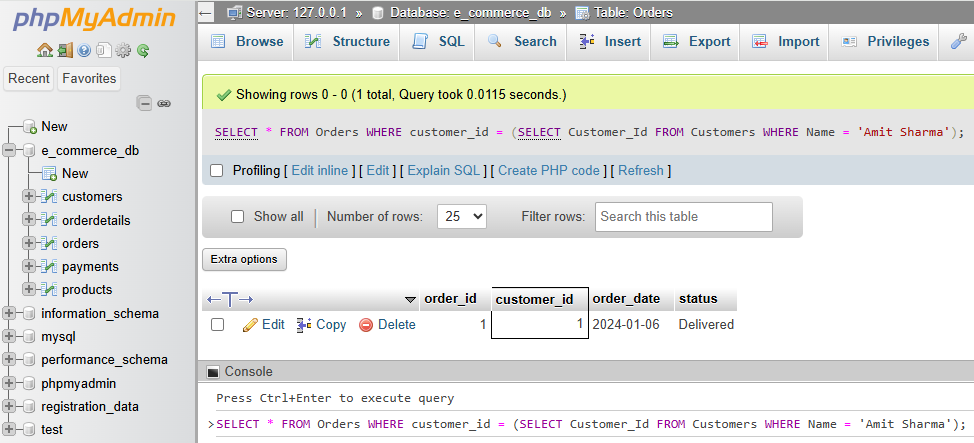 phpMyAdmin
Recent
Favorites
New
e_commerce_db
New
customers
orderdetails
orders
payments
products
information_schema
mysql
performance_schema
phpmyadmin
registration_data
test
Server: 127.0.0.1 » Database: e_commerce_db » Table: Orders
Browse Structure SQL Search Insert Export Import Privileges
Showing rows 0 - 0 (1 total, Query took 0.0115 seconds.)
SELECT * FROM Orders WHERE customer_id = (SELECT Customer_Id FROM Customers WHERE Name = 'Amit Sharma');
Profiling [ Edit inline ] [ Edit ] [ Explain SQL ] [ Create PHP code ] [ Refresh ]
Show all Number of rows: 25 Filter rows: Search this table
Extra options
←T→ order_id customer_id order_date status
Edit Copy Delete 1 1 2024-01-06 Delivered
Console
Press Ctrl+Enter to execute query
>SELECT * FROM Orders WHERE customer_id = (SELECT Customer_Id FROM Customers WHERE Name = 'Amit Sharma');